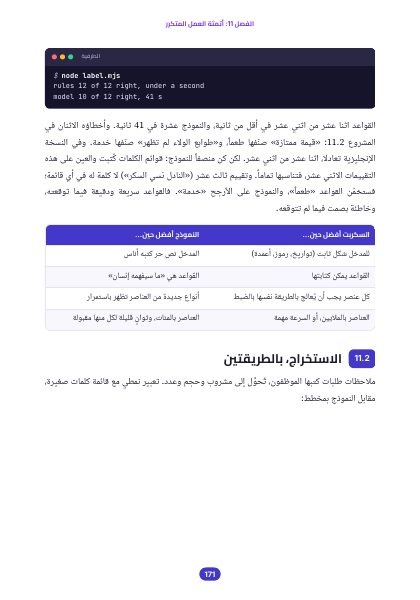 الفصل 11: أتمتة العمل المتكرر
الطرفية
$ node label.mjs
rules 12 of 12 right, under a second
model 10 of 12 right, 41 s
القواعد اثنا عشر من اثني عشر في أقل من ثانية، والنموذج عشرة في 41 ثانية. وأخطاؤه الاثنان في
المشروع 11.2: «قيمة ممتازة» صنّفها طعماً، و«طوابع الولاء لم تظهر» صنّفها خدمة. وفي النسخة
الإنجليزية تعادلا، اثنا عشر من اثني عشر. لكن كن منصفاً للنموذج: قوائم الكلمات كُتبت والعين على هذه
التقييمات الاثني عشر، فتناسبها تماماً. وتقييم ثالث عشر («النادل نسي السكر») لا كلمة له في أي قائمة؛
فستخمّن القواعد «طعماً»، والنموذج على الأرجح «خدمة». فالقواعد سريعة ودقيقة فيما توقعته،
وخاطئة بصمت فيما لم تتوقعه.
السكربت أفضل حين... النموذج أفضل حين...
للمدخل شكل ثابت (تواريخ، رموز، أعمدة) المدخل نص حر كتبه أناس
القواعد يمكن كتابتها القواعد هي «ما سيفهمه إنسان»
كل عنصر يجب أن يُعالج بالطريقة نفسها بالضبط أنواع جديدة من العناصر تظهر باستمرار
العناصر بالملايين، أو السرعة مهمة العناصر بالمئات، وثوانٍ قليلة لكل منها مقبولة
11.2 الاستخراج، بالطريقتين
ملاحظات طلبات كتبها الموظفون، تُحوَّل إلى مشروب وحجم وعدد. تعبير نمطي مع قائمة كلمات صغيرة،
مقابل النموذج بمخطط:
171